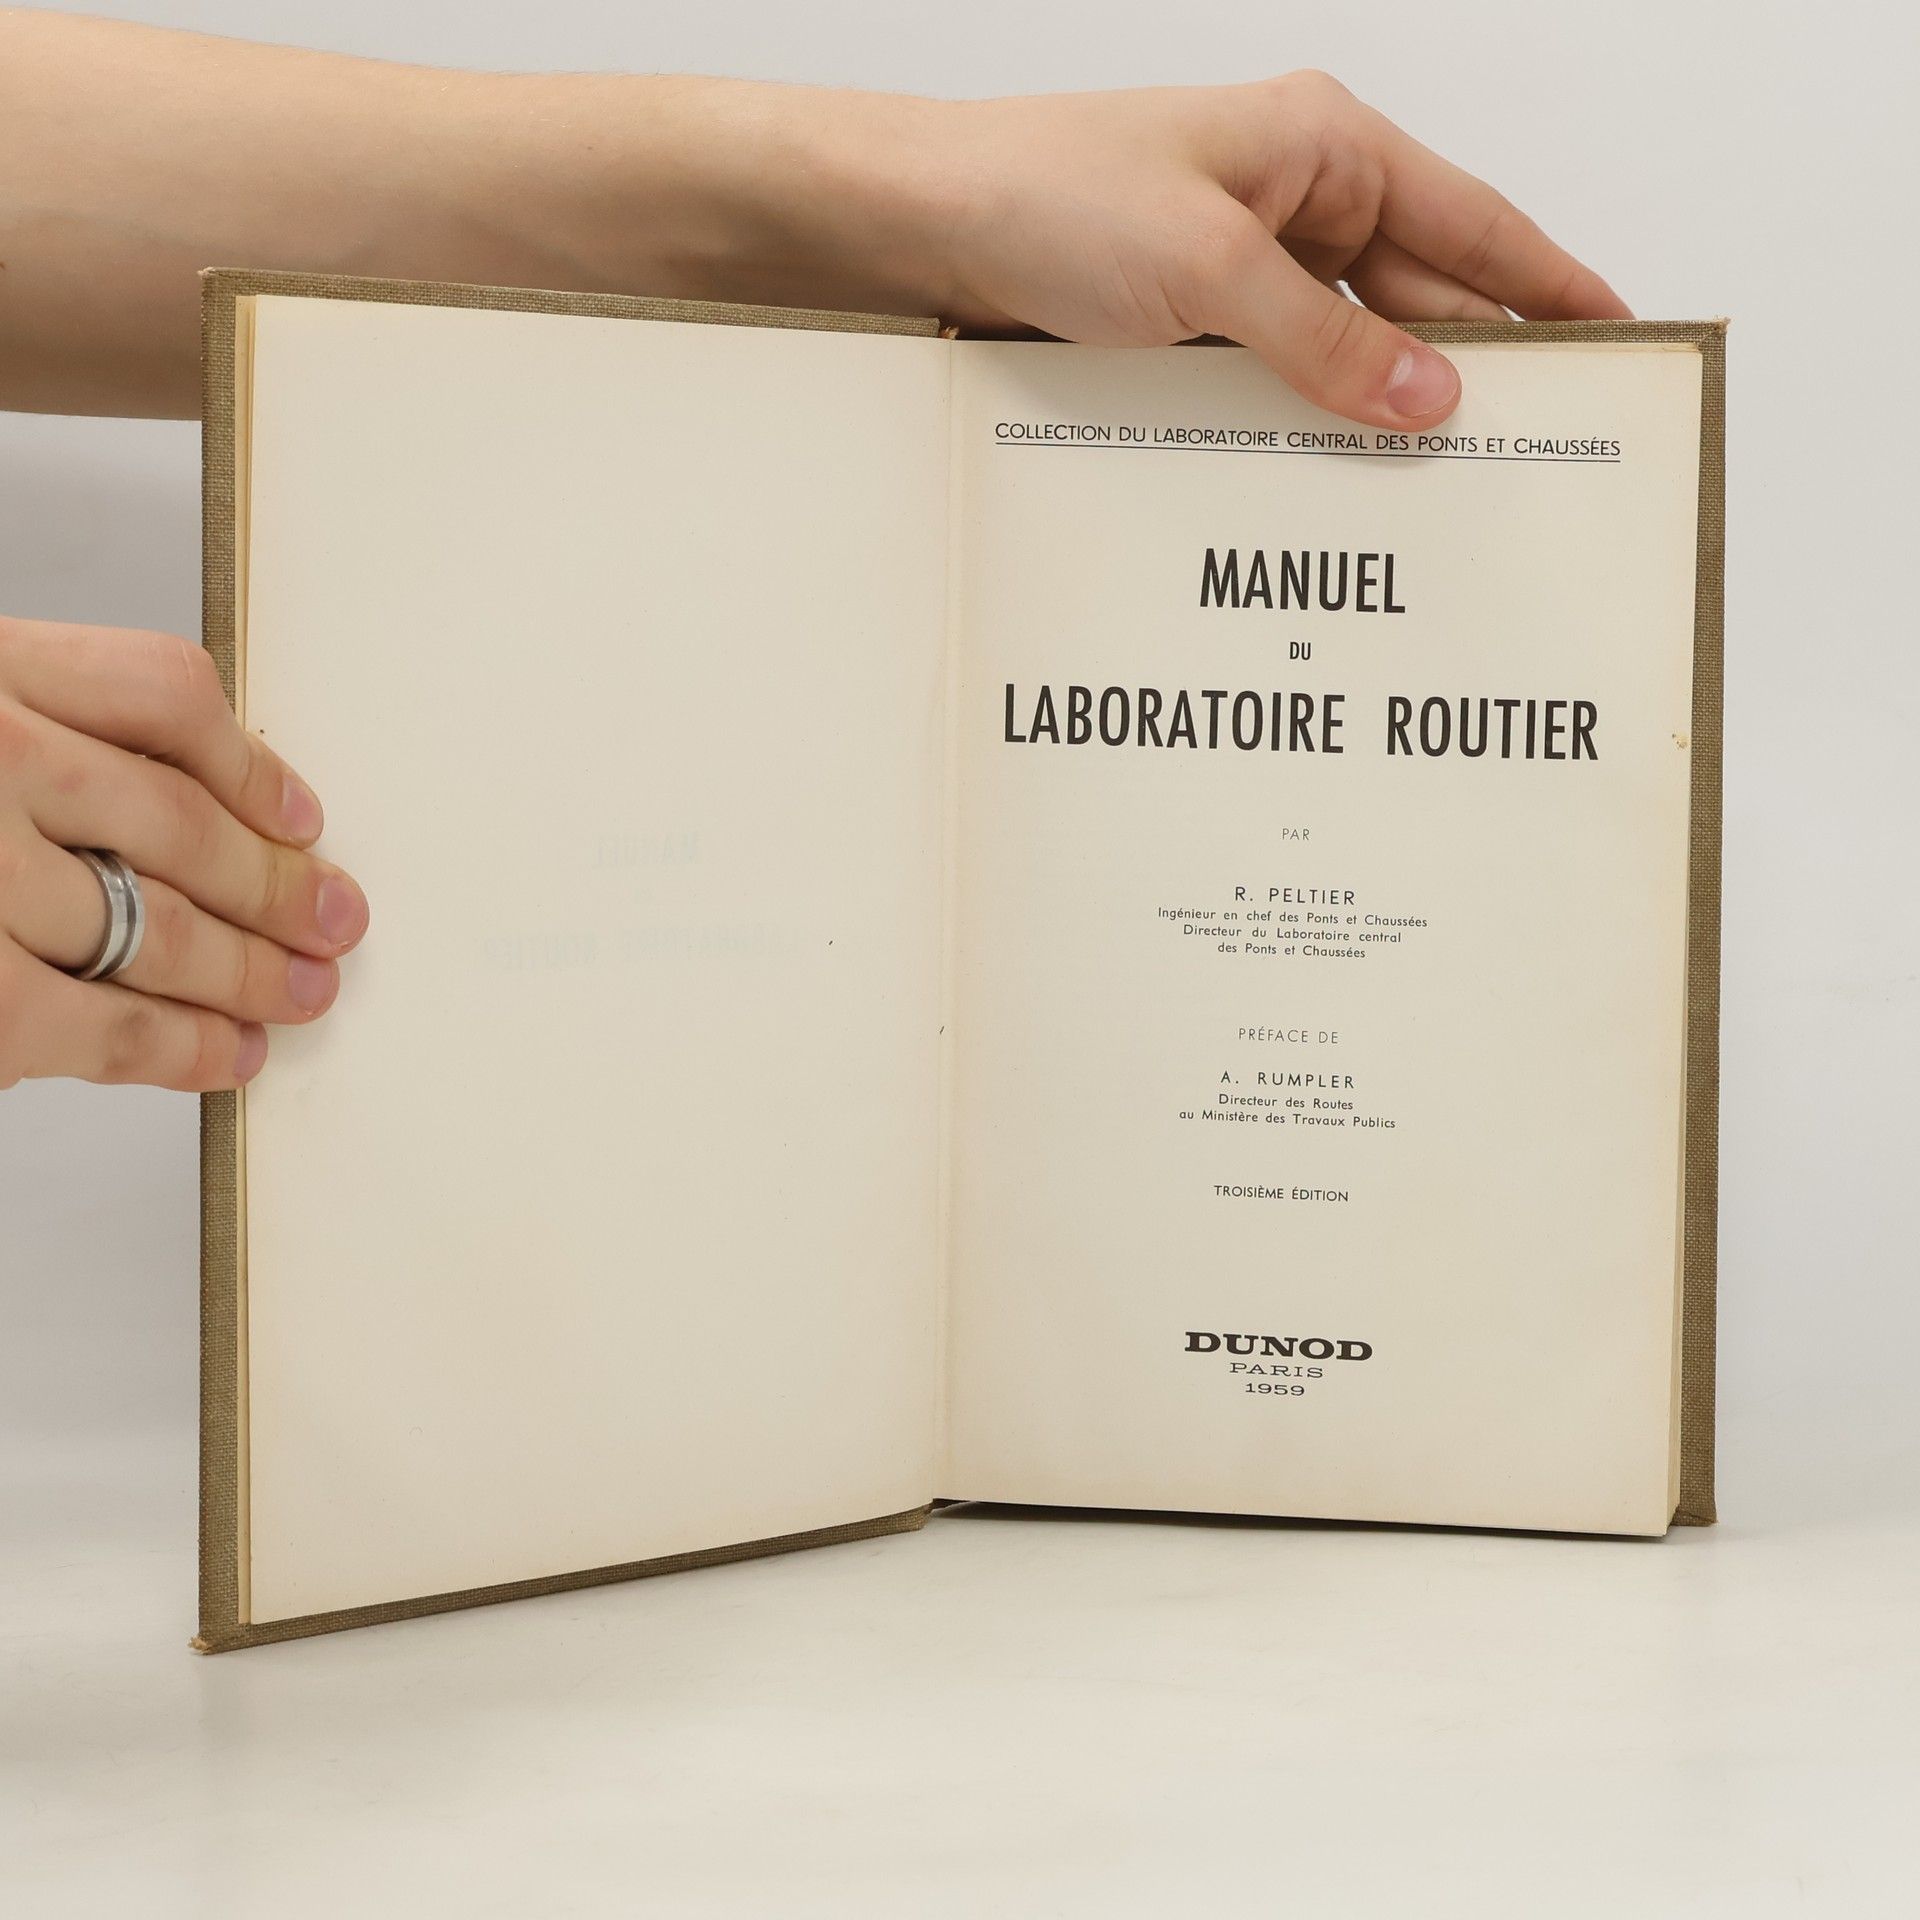 COLLECTION DU LABORATOIRE CENTRAL DES PONTS ET CHAUSSÉES
MANUEL
DU
LABORATOIRE ROUTIER
PAR
R. PELTIER
Ingénieur en chef des Ponts et Chaussées
Directeur du Laboratoire central
des Ponts et Chaussées
PRÉFACE DE
A. RUMPLER
Directeur des Routes
au Ministère des Travaux Publics
TROISIÈME ÉDITION
DUNOD
PARIS
1959